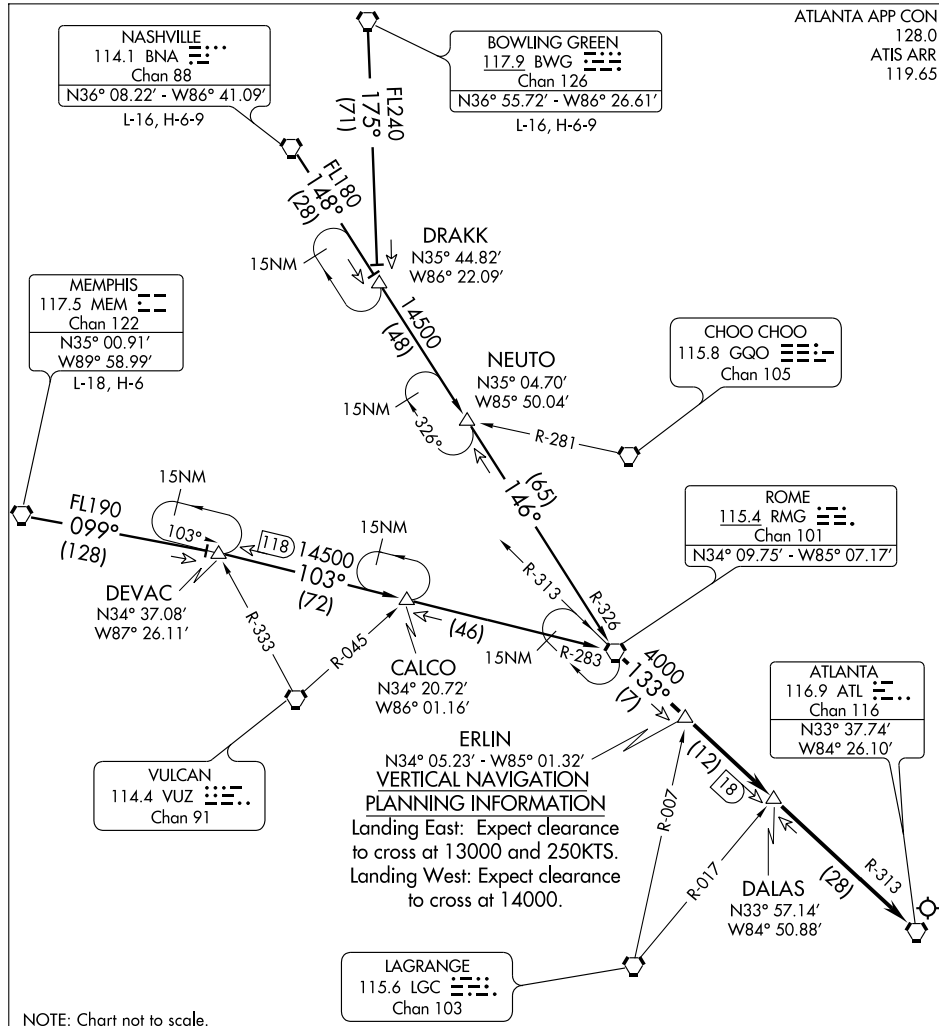 ATLANTA APP CON
128.0
ATIS ARR
119.65
NASHVILLE
114.1 BNA
Chan 88
N36° 08.22' - W86° 41.09'
L-16, H-6-9
BOWLING GREEN
117.9 BWG
Chan 126
N36° 55.72' - W86° 26.61'
L-16, H-6-9
FL240
175°
(71)
FL180
148°
(28)
15NM
DRAKK
N35° 44.82'
W86° 22.09'
14500
(48)
MEMPHIS
117.5 MEM
Chan 122
N35° 00.91'
W89° 58.99'
L-18, H-6
CHOO CHOO
115.8 GQO
Chan 105
NEUTO
N35° 04.70'
W85° 50.04'
15NM
326°
R-281
(65)
146°
ROME
115.4 RMG
Chan 101
N34° 09.75' - W85° 07.17'
15NM
FL190
099°
(128)
103°
118
14500
103°
(72)
15NM
DEVAC
N34° 37.08'
W87° 26.11'
R-333
R-045
(46)
CALCO
N34° 20.72'
W86° 01.16'
R-313
R-326
15NM
R-283
4000
133°
(7)
VULCAN
114.4 VUZ
Chan 91
ATLANTA
116.9 ATL
Chan 116
N33° 37.74'
W84° 26.10'
ERLIN
N34° 05.23' - W85° 01.32'
VERTICAL NAVIGATION
PLANNING INFORMATION
Landing East: Expect clearance
to cross at 13000 and 250KTS.
Landing West: Expect clearance
to cross at 14000.
(12)
18
R-007
R-017
DALAS
N33° 57.14'
W84° 50.88'
(28)
R-313
LAGRANGE
115.6 LGC
Chan 103
NOTE: Chart not to scale.